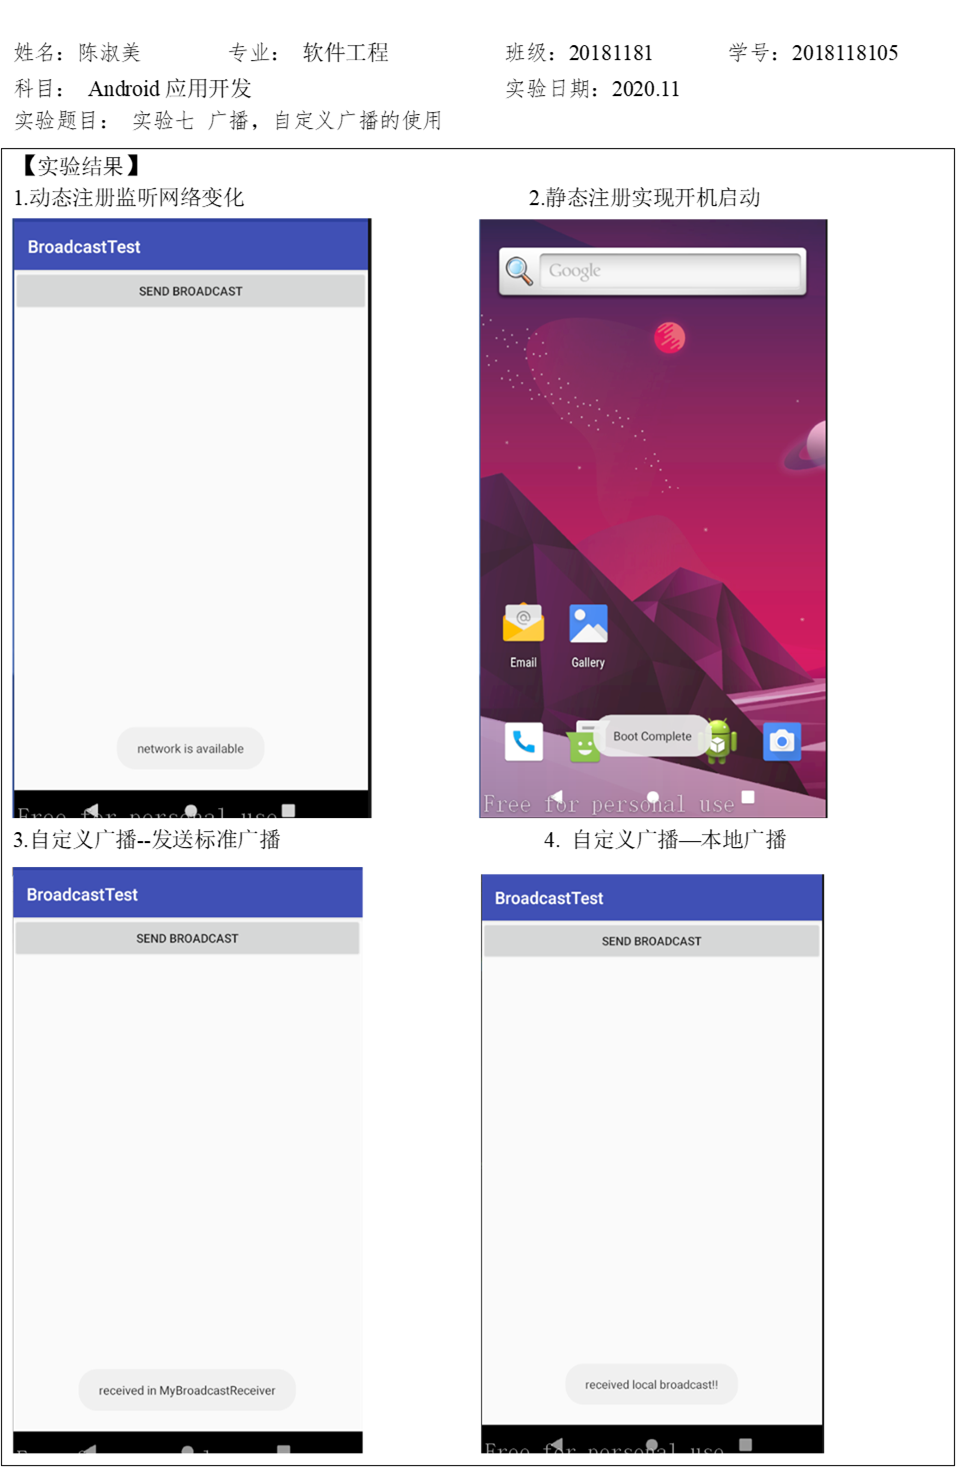 姓名：陈淑美 专业： 软件工程 班级：20181181 学号：2018118105
科目： Android 应用开发 实验日期：2020.11
实验题目： 实验七 广播，自定义广播的使用
【实验结果】
1.动态注册监听网络变化 2.静态注册实现开机启动
BroadcastTest
SEND BROADCAST
network is available
Free for personal use
Google
Email Gallery
Boot Complete
Free for personal use
3.自定义广播--发送标准广播 4. 自定义广播—本地广播
BroadcastTest
SEND BROADCAST
received in MyBroadcastReceiver
BroadcastTest
SEND BROADCAST
received local broadcast!!
Free for personal use